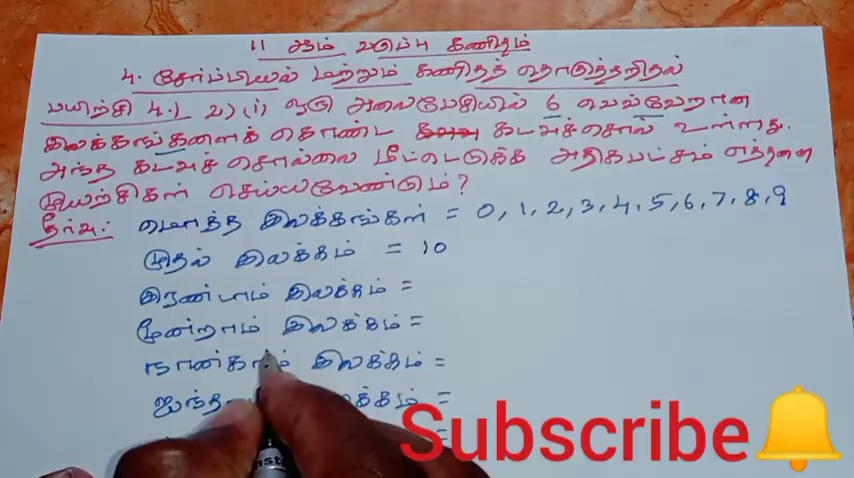 11 ஆம் வகுப்பு கணிதம்
4. சேர்ப்பியல் மற்றும் கணிதத் தொகுத்தறிதல்
பயிற்சி 4.1 2) (i) ஒரு அலைபேசியில் 6 வெவ்வேறான
இலக்கங்களைக் கொண்ட கடவுச்சொல் உள்ளது.
அந்த கடவுச் சொல்லை மீட்டெடுக்க அதிகபட்சம் எத்தனை
முயற்சிகள் செய்யவேண்டும்?
தீர்வு: மொத்த இலக்கங்கள் = 0, 1, 2, 3, 4, 5, 6, 7, 8, 9
முதல் இலக்கம் = 10
இரண்டாம் இலக்கம் =
மூன்றாம் இலக்கம் =
நான்காம் இலக்கம் =
=
=
Subscribe